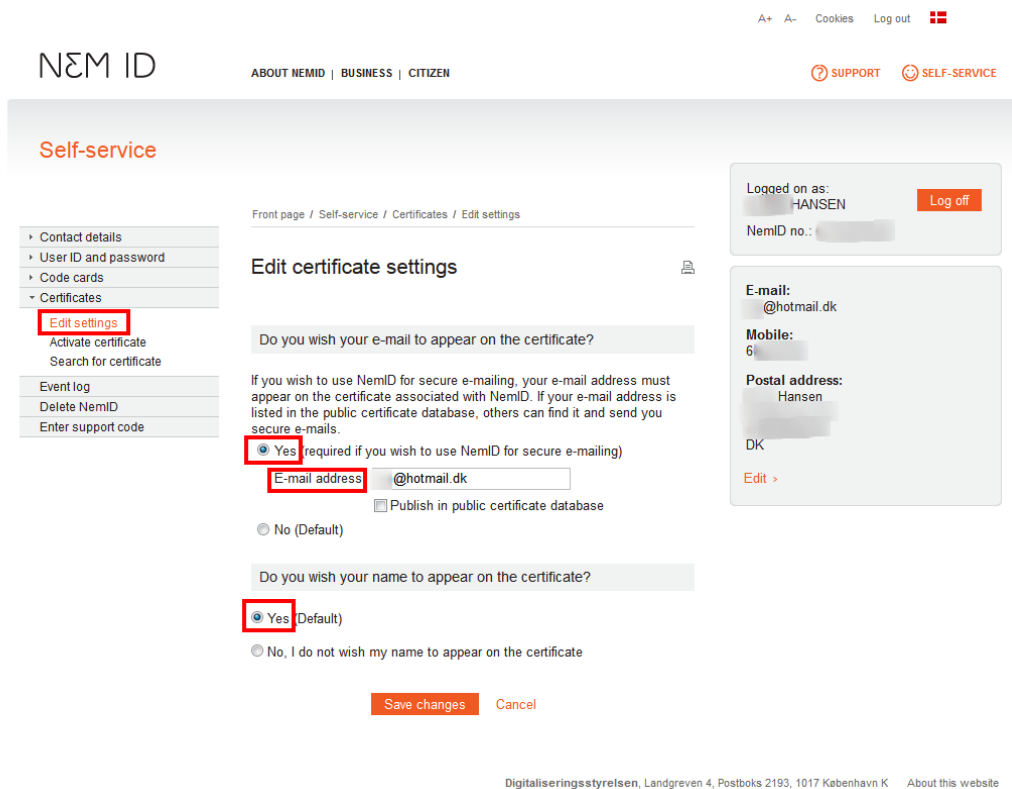 A+ A- Cookies Log out
NEM ID
ABOUT NEMID | BUSINESS | CITIZEN
SUPPORT
SELF-SERVICE
Self-service
Front page / Self-service / Certificates / Edit settings
Contact details
User ID and password
Code cards
Certificates
Edit settings
Activate certificate
Search for certificate
Event log
Delete NemID
Enter support code
Edit certificate settings
Do you wish your e-mail to appear on the certificate?
If you wish to use NemID for secure e-mailing, your e-mail address must
appear on the certificate associated with NemID. If your e-mail address is
listed in the public certificate database, others can find it and send you
secure e-mails.
Yes (required if you wish to use NemID for secure e-mailing)
E-mail address @hotmail.dk
Publish in public certificate database
No (Default)
Do you wish your name to appear on the certificate?
Yes (Default)
No, I do not wish my name to appear on the certificate
Save changes Cancel
Logged on as:
HANSEN
Log off
NemID no.:
E-mail:
@hotmail.dk
Mobile:
6
Postal address:
Hansen
DK
Edit >
Digitaliseringsstyrelsen, Landgreven 4, Postboks 2193, 1017 København K About this website